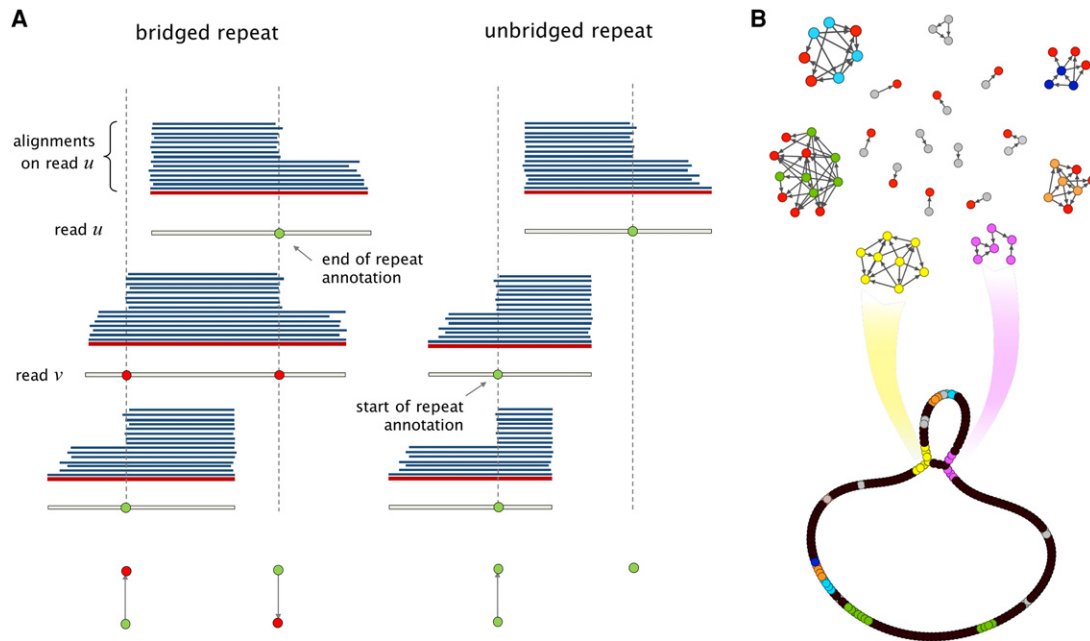 A
B
bridged repeat
unbridged repeat
alignments
on read u
read u
end of repeat
annotation
read v
start of repeat
annotation